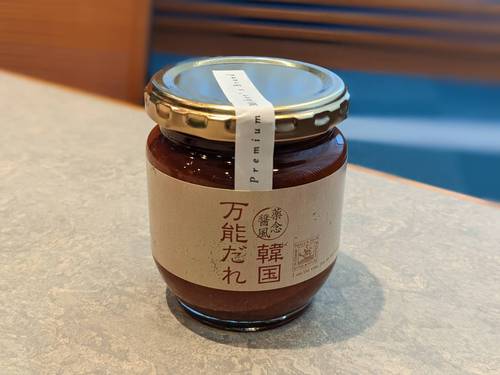 Premium
薬念
醤風
韓国
万能だれ